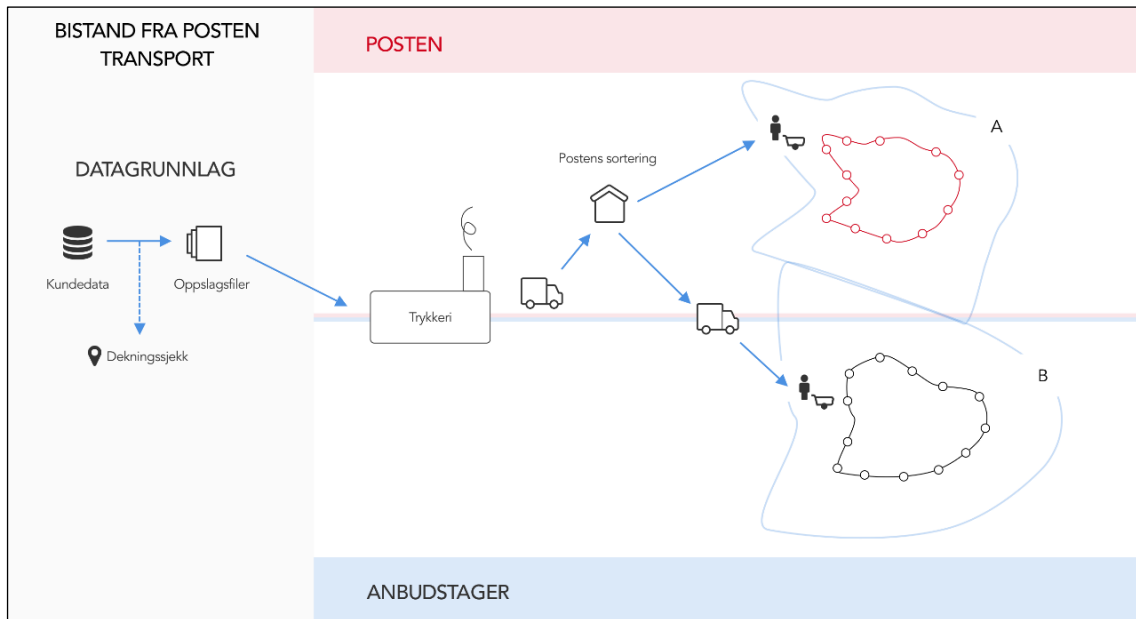 BISTAND FRA POSTEN
TRANSPORT
POSTEN
A
Postens sortering
DATAGRUNNLAG
Kundedata
Oppslagsfiler
Trykkeri
Dekningssjekk
B
ANBUDSTAGER